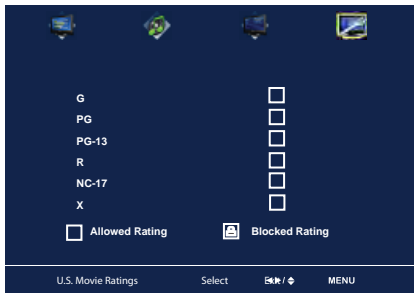 G
PG
PG-13
R
NC-17
X
Allowed Rating Blocked Rating
U.S. Movie Ratings Select MENU